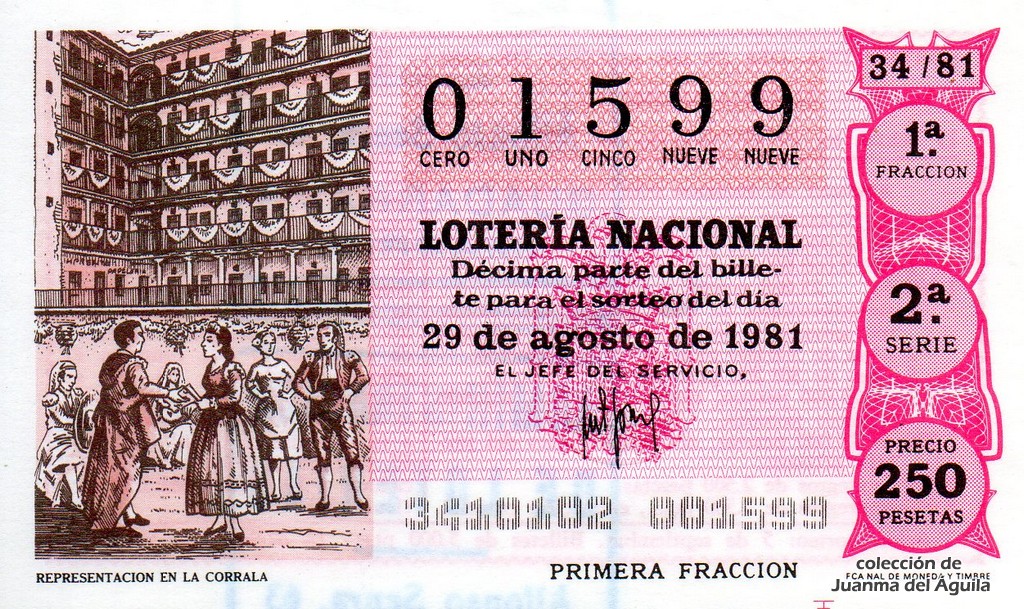 34 / 81
01599
CERO UNO CINCO NUEVE NUEVE
1ª.
FRACCION
LOTERÍA NACIONAL
Décima parte del bille-
te para el sorteo del día
29 de agosto de 1981
EL JEFE DEL SERVICIO,
2ª.
SERIE
PRECIO
250
PESETAS
3410102 001599
REPRESENTACION EN LA CORRALA
PRIMERA FRACCION
colección de
FCA NAL DE MONEDA Y TIMBRE
Juanma del Aguila